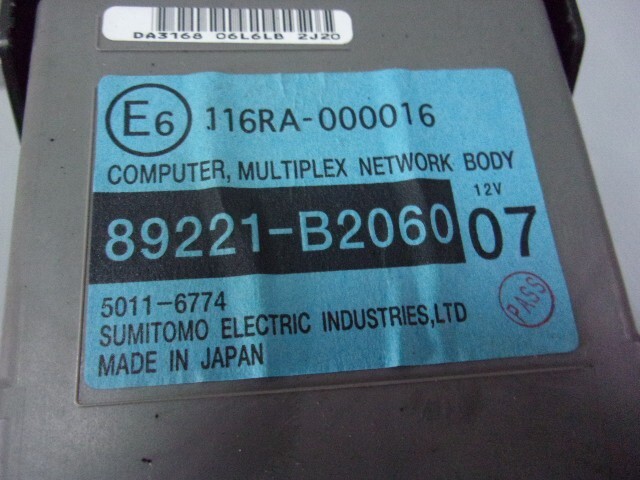 DA3168 06L6LB 2J20
E6 116RA-000016
COMPUTER, MULTIPLEX NETWORK BODY
89221-B2060 12V 07
5011-6774
SUMITOMO ELECTRIC INDUSTRIES,LTD
MADE IN JAPAN
PASS